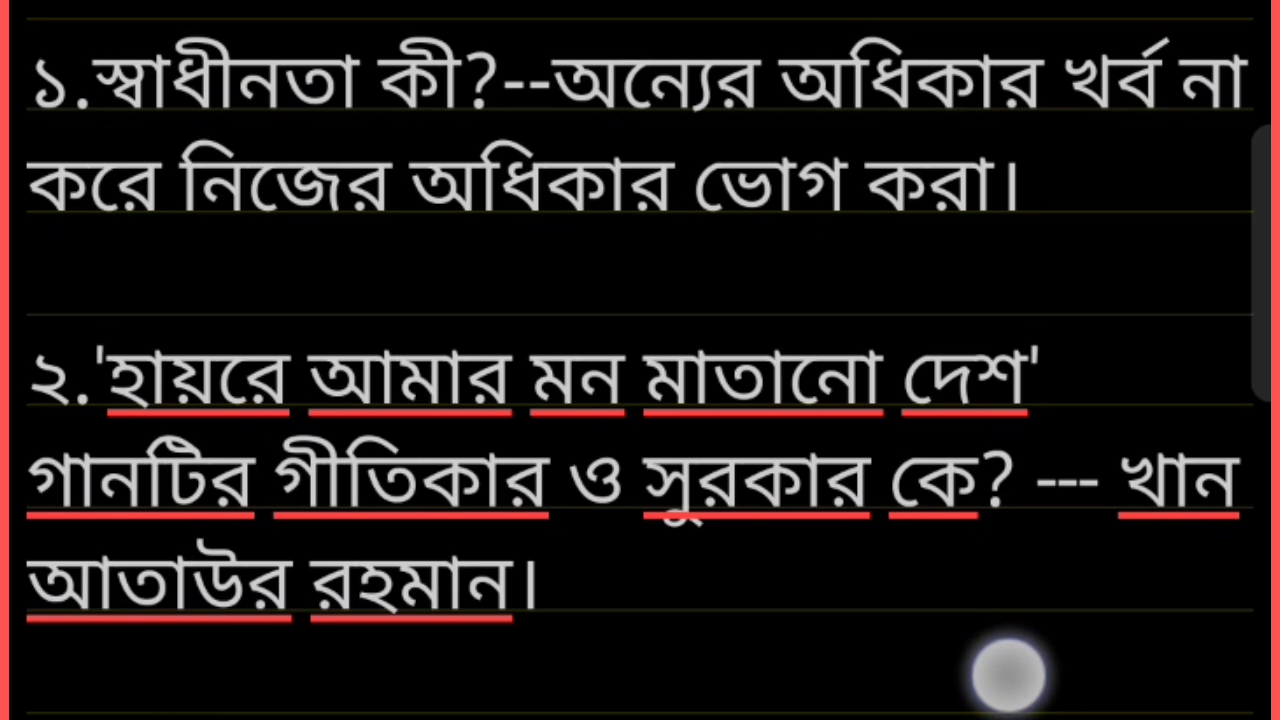 ১.স্বাধীনতা কী?--অন্যের অধিকার খর্ব না
করে নিজের অধিকার ভোগ করা।
২.'হায়রে আমার মন মাতানো দেশ'
গানটির গীতিকার ও সুরকার কে? --- খান
আতাউর রহমান।